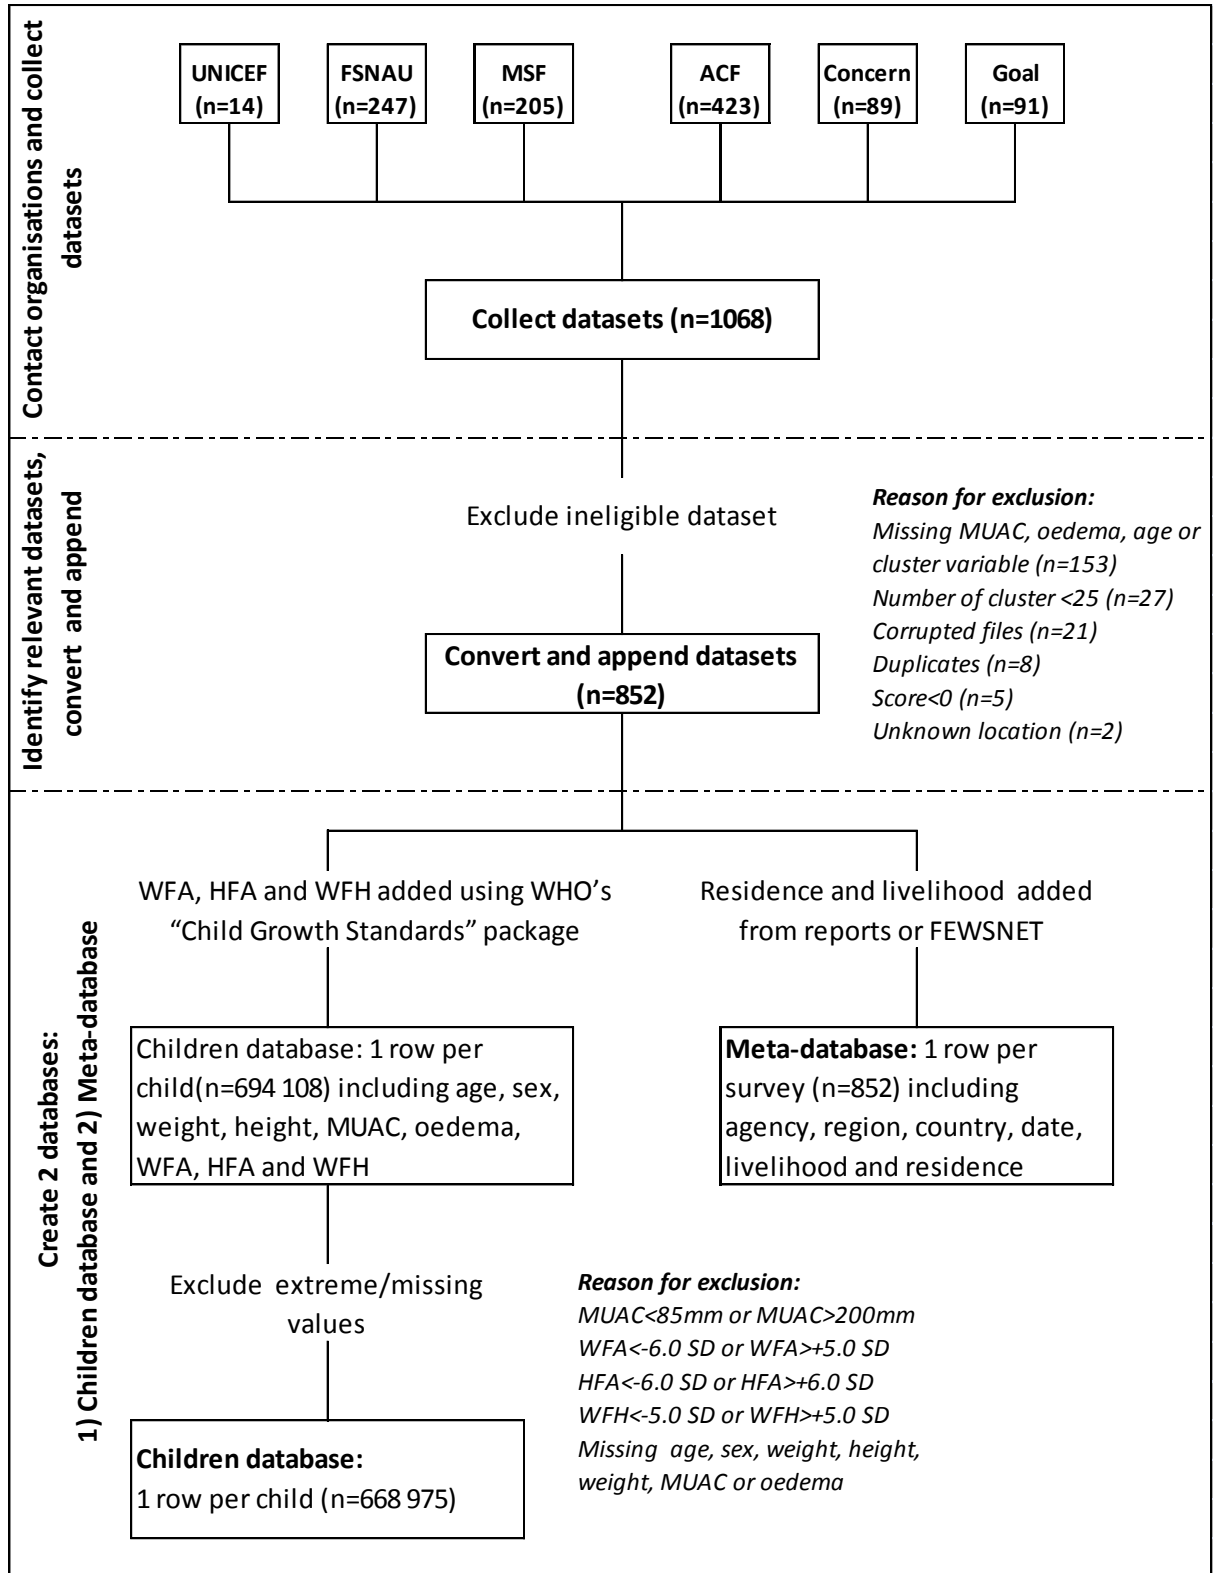 UNICEF
(n=14)
FSNAU
(n=247)
MSF
(n=205)
ACF
(n=423)
Concern
(n=89)
Goal
(n=91)
Contact organisations and collect
datasets
Collect datasets (n=1068)
Identify relevant datasets,
convert and append
Exclude ineligible dataset
Reason for exclusion:
Missing MUAC, oedema, age or
cluster variable (n=153)
Number of cluster <25 (n=27)
Corrupted files (n=21)
Duplicates (n=8)
Score<0 (n=5)
Unknown location (n=2)
Convert and append datasets
(n=852)
Create 2 databases:
1) Children database and 2) Meta-database
WFA, HFA and WFH added using WHO's
“Child Growth Standards” package
Residence and livelihood added
from reports or FEWSNET
Children database: 1 row per
child(n=694 108) including age, sex,
weight, height, MUAC, oedema,
WFA, HFA and WFH
Meta-database: 1 row per
survey (n=852) including
agency, region, country, date,
livelihood and residence
Exclude extreme/missing
values
Reason for exclusion:
MUAC<85mm or MUAC>200mm
WFA<-6.0 SD or WFA>+5.0 SD
HFA<-6.0 SD or HFA>+6.0 SD
WFH<-5.0 SD or WFH>+5.0 SD
Missing age, sex, weight, height,
weight, MUAC or oedema
Children database:
1 row per child (n=668 975)